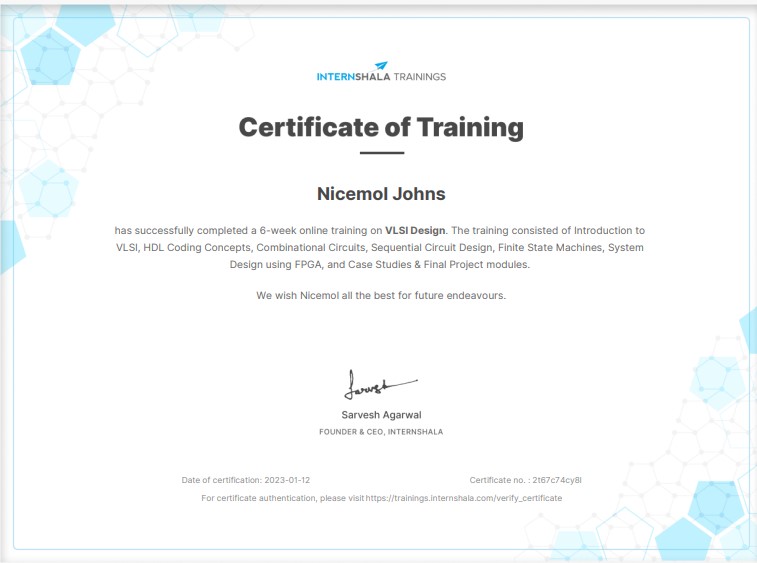 INTERNSHALA TRAININGS
Certificate of Training
Nicemol Johns
has successfully completed a 6-week online training on VLSI Design. The training consisted of Introduction to
VLSI, HDL Coding Concepts, Combinational Circuits, Sequential Circuit Design, Finite State Machines, System
Design using FPGA, and Case Studies & Final Project modules.
We wish Nicemol all the best for future endeavours.
Sarvesh
Sarvesh Agarwal
FOUNDER & CEO, INTERNSHALA
Date of certification: 2023-01-12
Certificate no. : 2t67c74cy8l
For certificate authentication, please visit https://trainings.internshala.com/verify_certificate